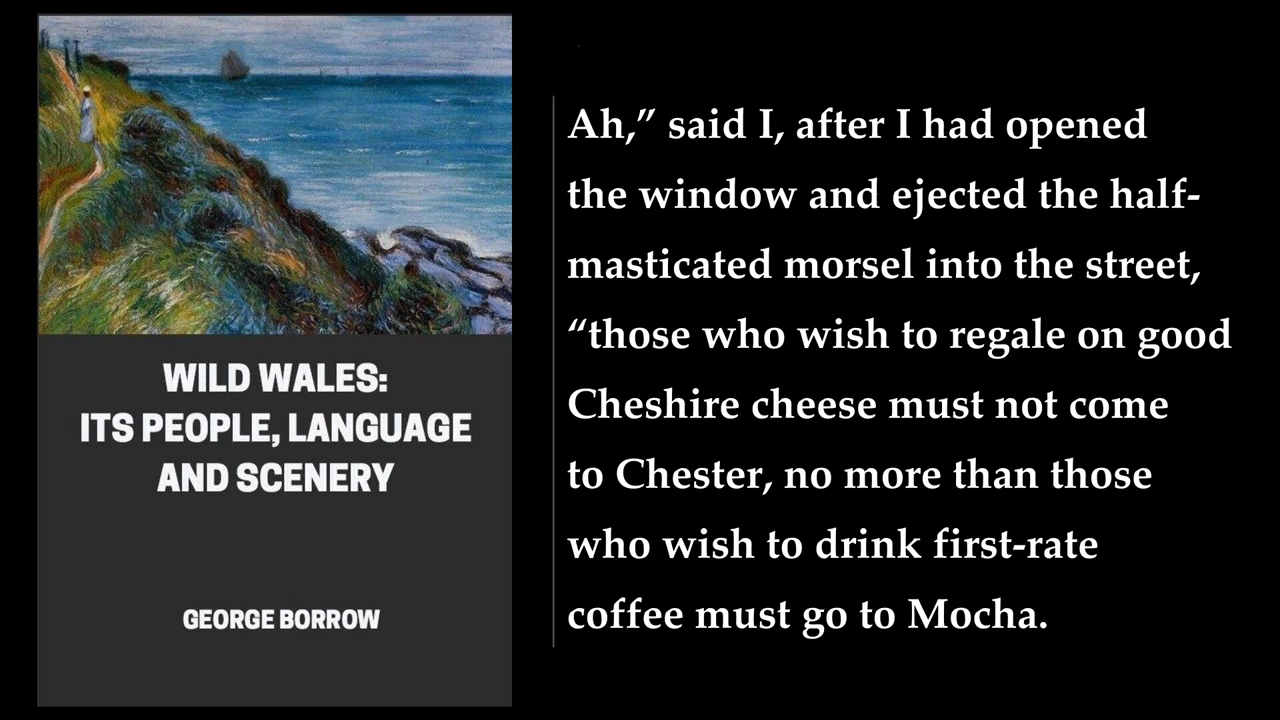 WILD WALES:
ITS PEOPLE, LANGUAGE
AND SCENERY
GEORGE BORROW
Ah,” said I, after I had opened
the window and ejected the half-
masticated morsel into the street,
“those who wish to regale on good
Cheshire cheese must not come
to Chester, no more than those
who wish to drink first-rate
coffee must go to Mocha.